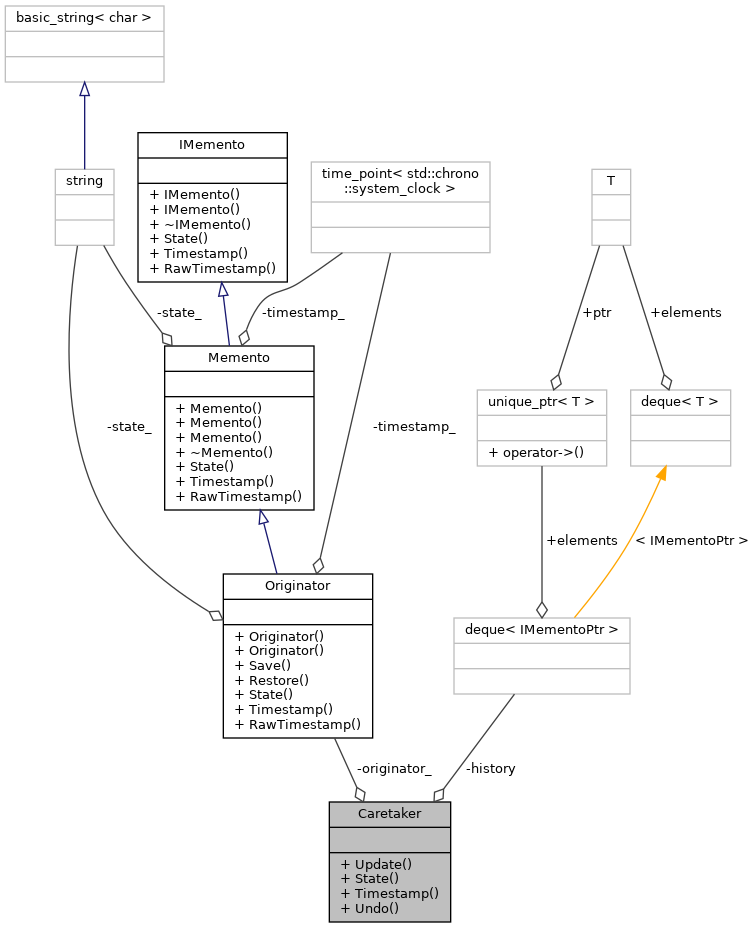 basic_string< char >
IMemento
+ IMemento()
+ IMemento()
+ ~IMemento()
+ State()
+ Timestamp()
+ RawTimestamp()
time_point< std::chrono
::system_clock >
string
T
-state_
-timestamp_
+ptr
+elements
Memento
+ Memento()
+ Memento()
+ Memento()
+ ~Memento()
+ State()
+ Timestamp()
+ RawTimestamp()
unique_ptr< T >
+ operator->()
deque< T >
-state_
-timestamp_
+elements
< IMementoPtr >
Originator
+ Originator()
+ Originator()
+ Save()
+ Restore()
+ State()
+ Timestamp()
+ RawTimestamp()
deque< IMementoPtr >
-originator_
-history
Caretaker
+ Update()
+ State()
+ Timestamp()
+ Undo()